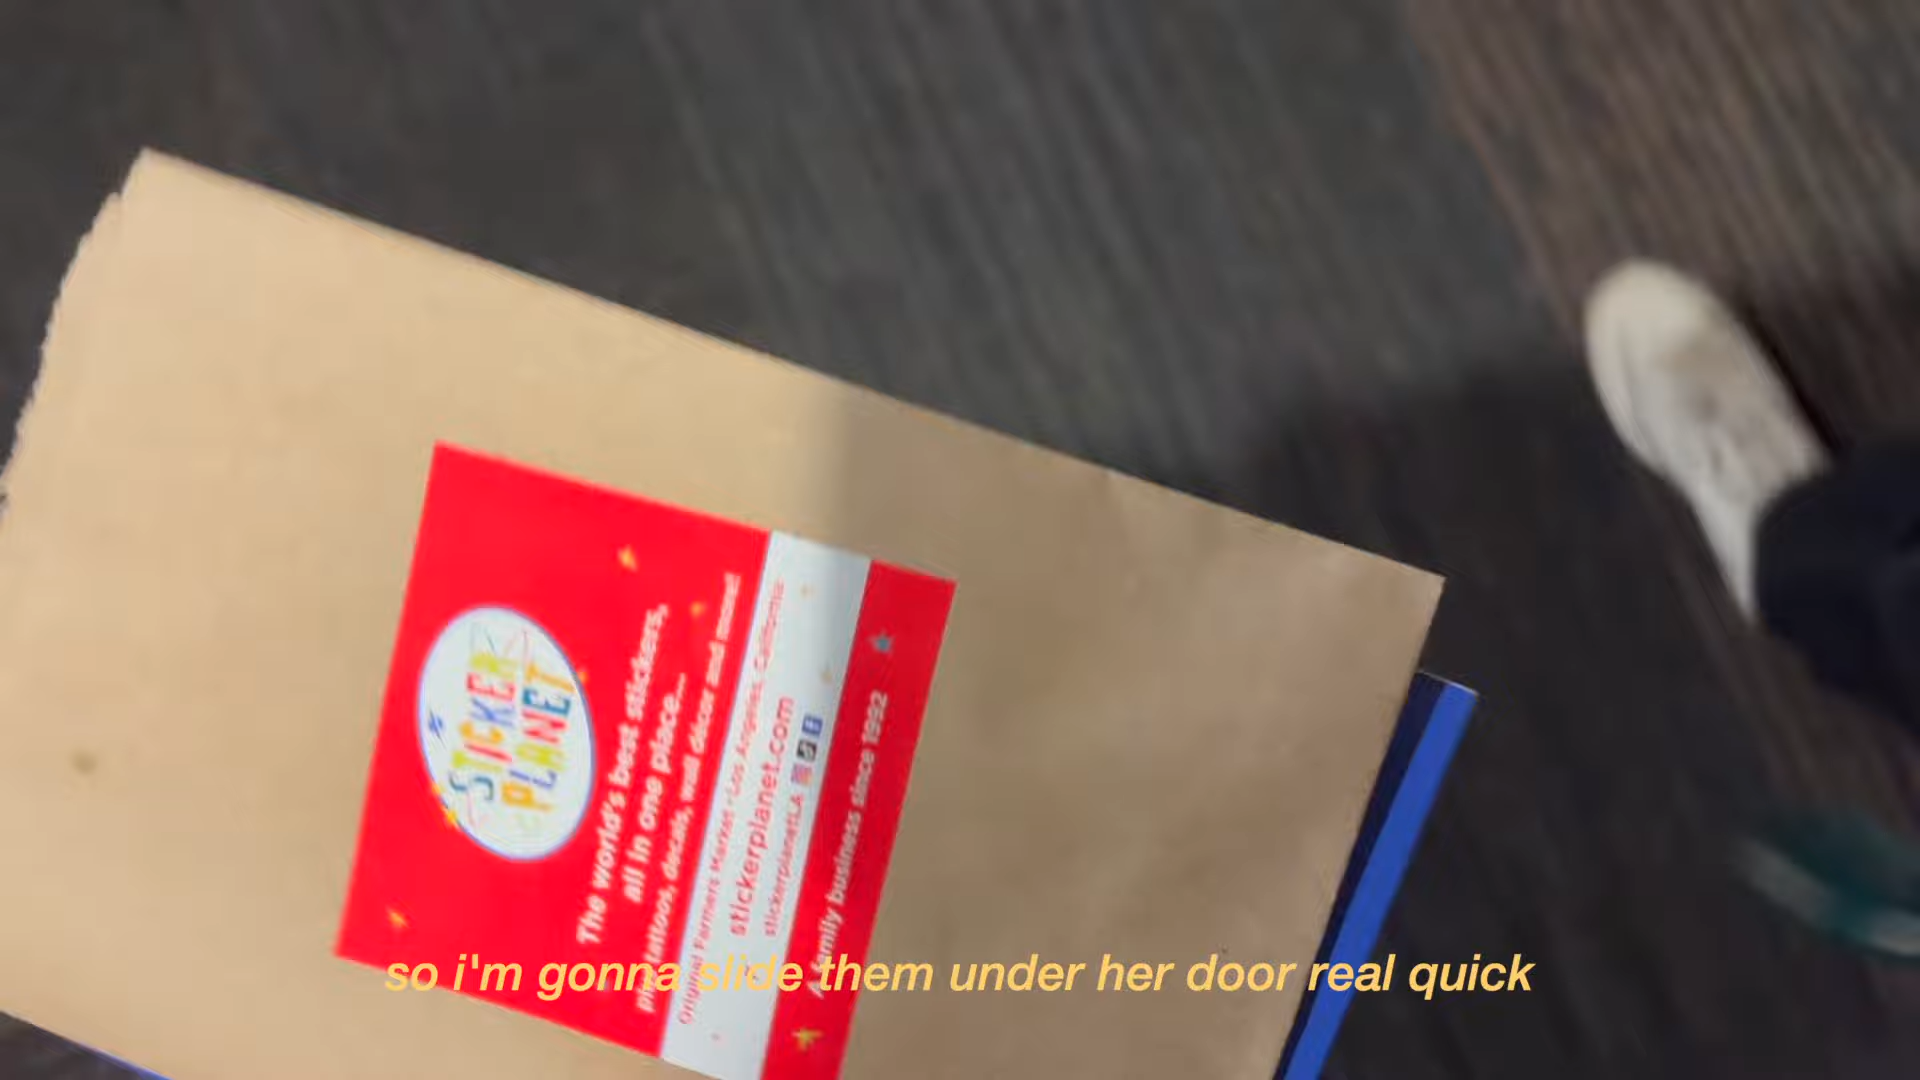 STICKER
PLANET
The world's best stickers,
all in one place...
tattoos, decals, wall décor and more!
Original Farmers Market • Los Angeles, California
stickerplanet.com
stickerplanetLA
A family business since 1992
so i'm gonna slide them under her door real quick